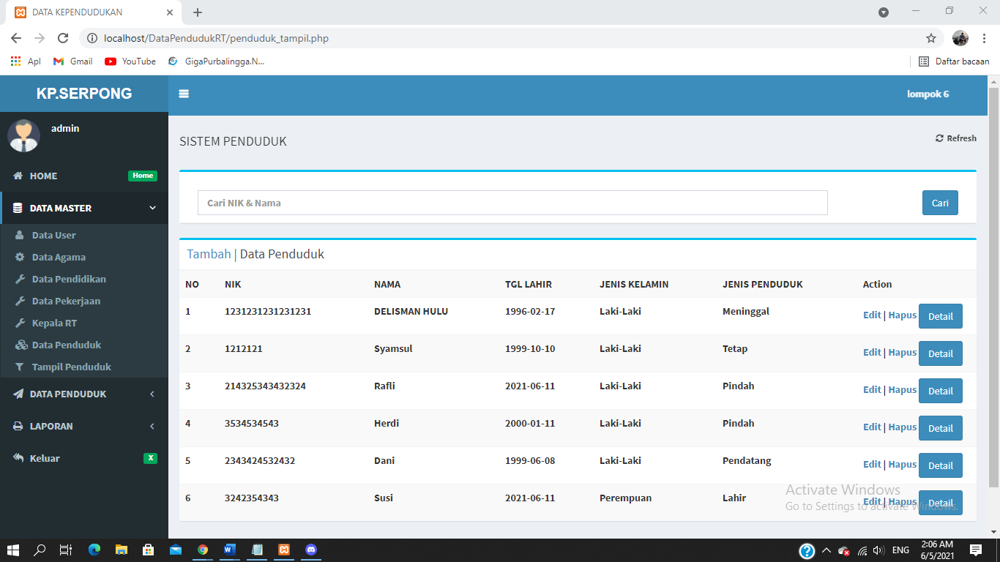 DATA KEPENDUDUKAN
localhost/DataPendudukRT/penduduk_tampil.php
Apl Gmail YouTube GigaPurbalingga.N... Daftar bacaan
KP.SERPONG lompok 6
admin
HOME Home
DATA MASTER
Data User
Data Agama
Data Pendidikan
Data Pekerjaan
Kepala RT
Data Penduduk
Tampil Penduduk
DATA PENDUDUK
LAPORAN
Keluar X
SISTEM PENDUDUK Refresh
Cari NIK & Nama Cari
Tambah | Data Penduduk
NO NIK NAMA TGL LAHIR JENIS KELAMIN JENIS PENDUDUK Action
1 1231231231231231 DELISMAN HULU 1996-02-17 Laki-Laki Meninggal Edit | Hapus Detail
2 1212121 Syamsul 1999-10-10 Laki-Laki Tetap Edit | Hapus Detail
3 214325343432324 Rafli 2021-06-11 Laki-Laki Pindah Edit | Hapus Detail
4 3534534543 Herdi 2000-01-11 Laki-Laki Pindah Edit | Hapus Detail
5 2343424532432 Dani 1999-06-08 Laki-Laki Pendatang Edit | Hapus Detail
6 3242354343 Susi 2021-06-11 Perempuan Lahir Edit | Hapus Detail
Activate Windows
Go to Settings to activate Windows.
ENG 2:06 AM
6/5/2021